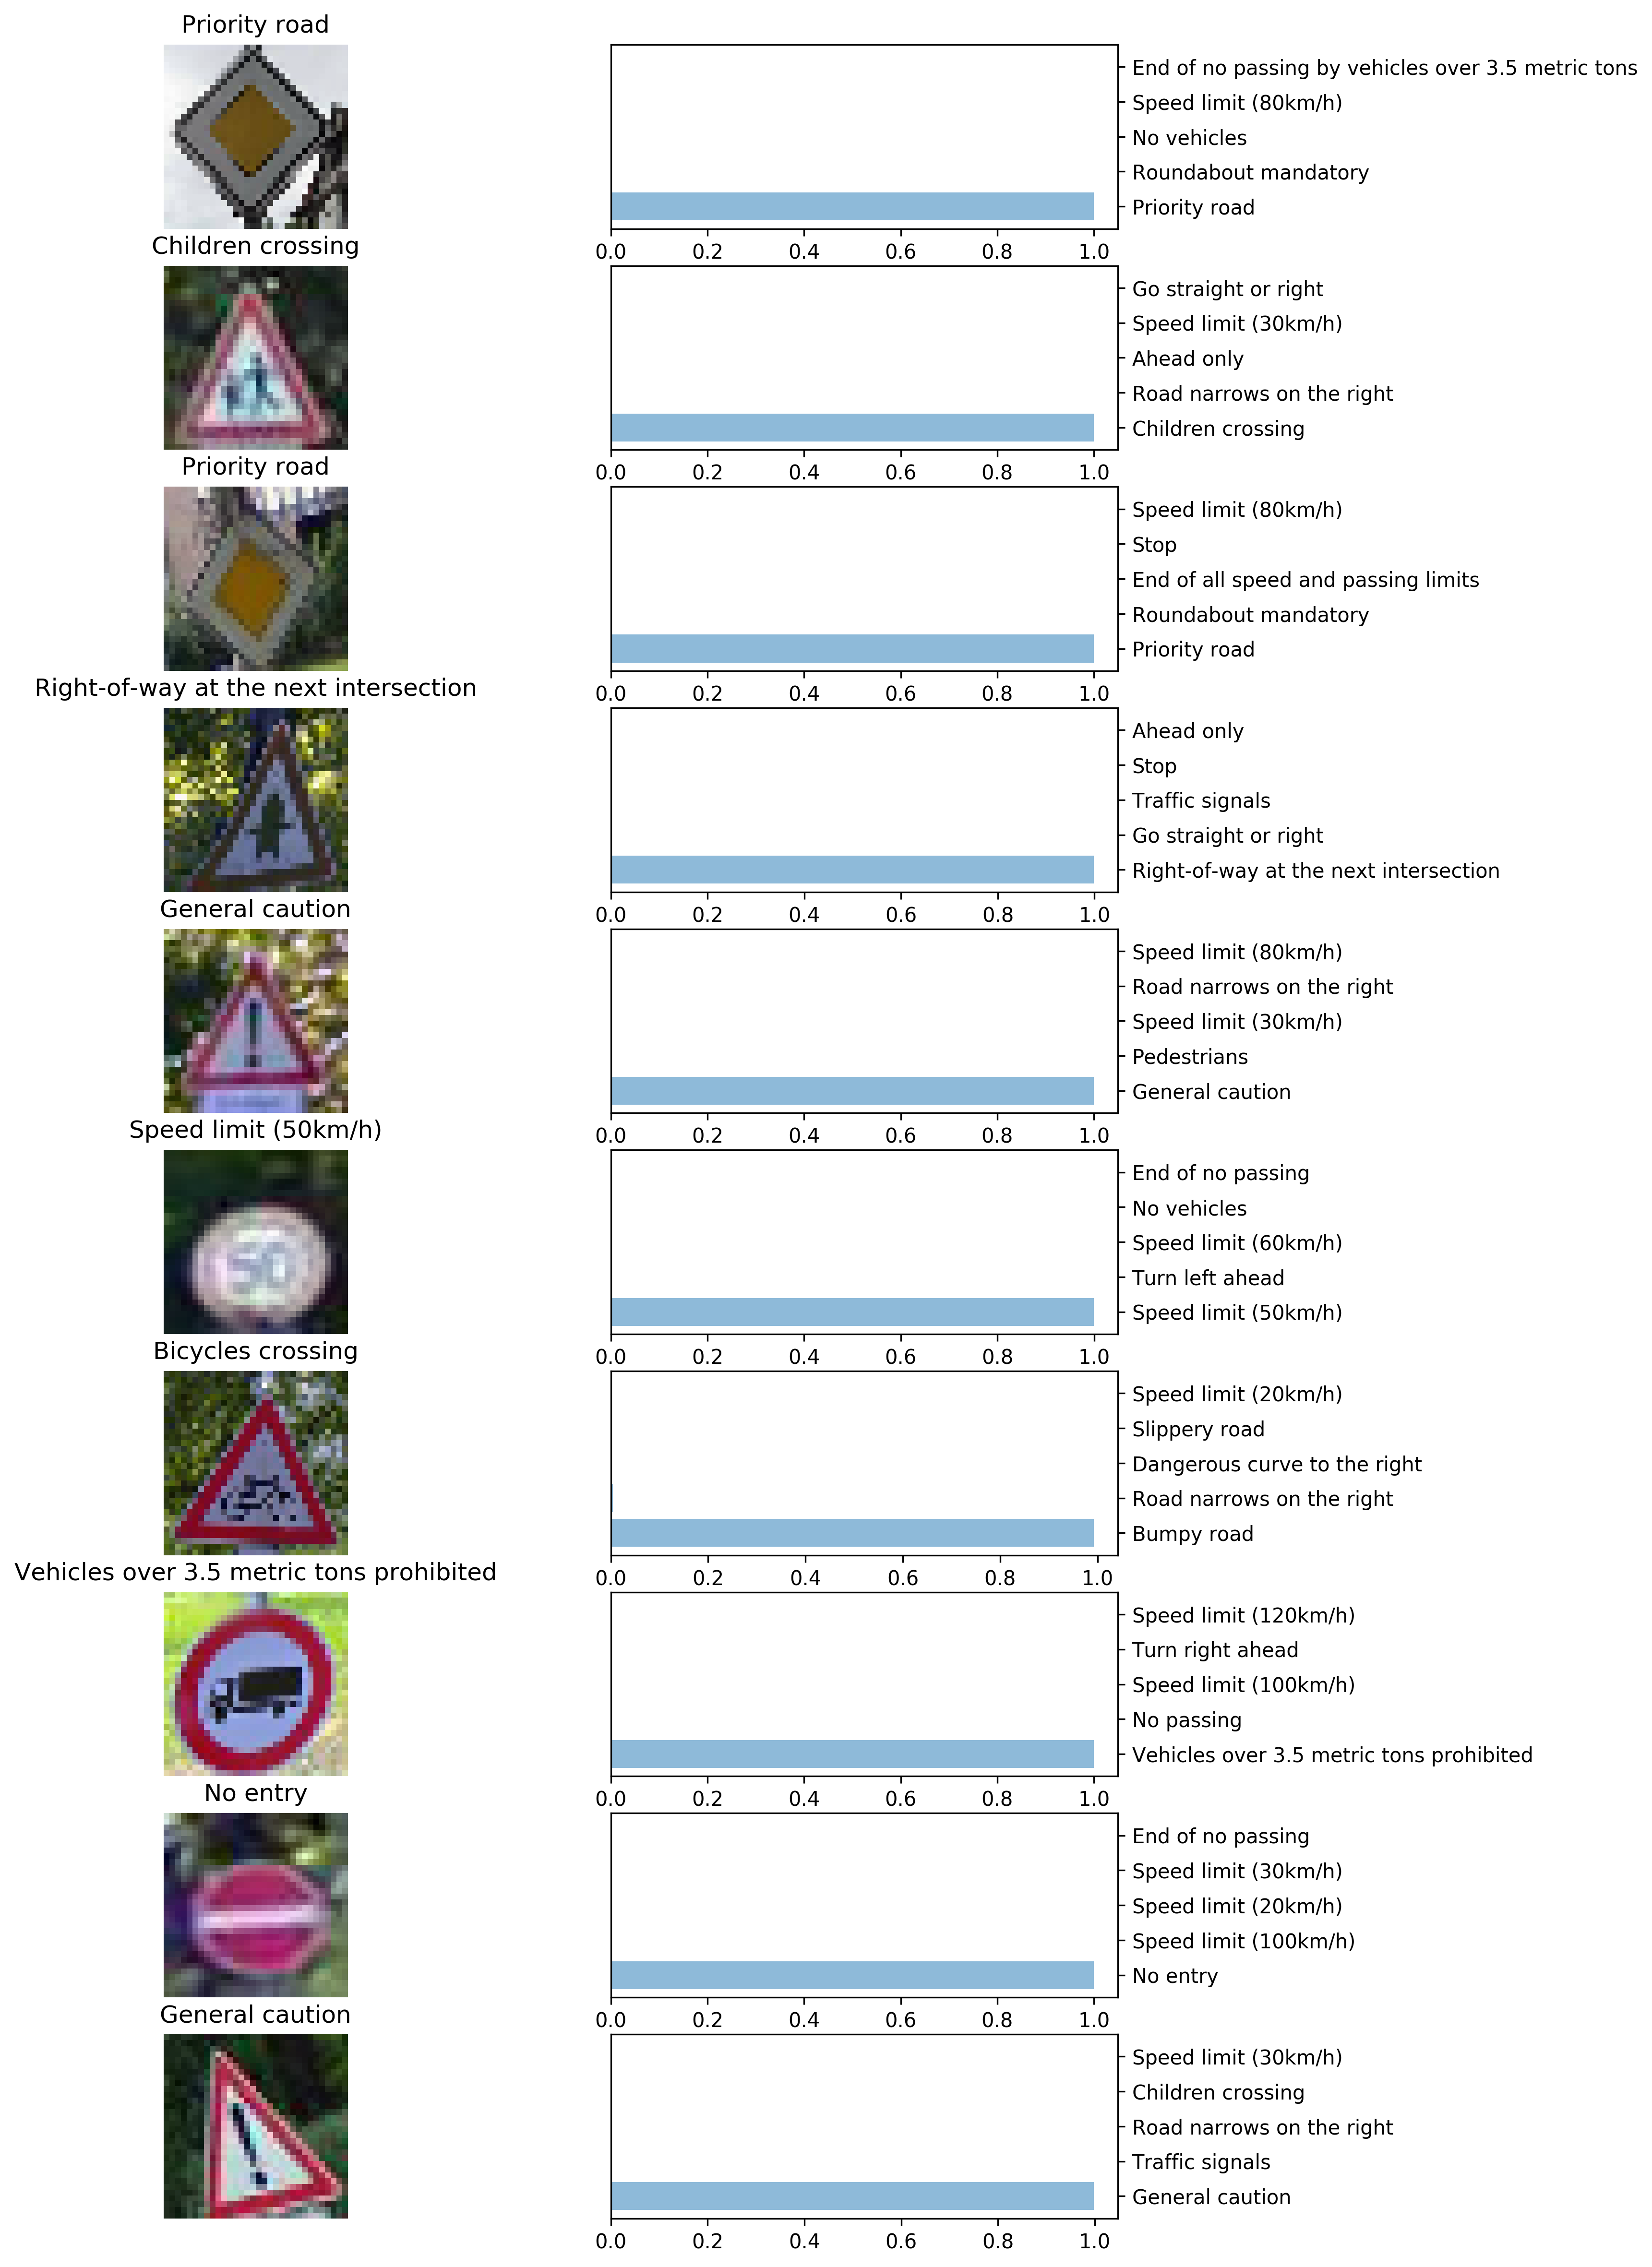 Priority road
End of no passing by vehicles over 3.5 metric tons
Speed limit (80km/h)
No vehicles
Roundabout mandatory
Priority road
0.0 0.2 0.4 0.6 0.8 1.0
Children crossing
Go straight or right
Speed limit (30km/h)
Ahead only
Road narrows on the right
Children crossing
0.0 0.2 0.4 0.6 0.8 1.0
Priority road
Speed limit (80km/h)
Stop
End of all speed and passing limits
Roundabout mandatory
Priority road
0.0 0.2 0.4 0.6 0.8 1.0
Right-of-way at the next intersection
Ahead only
Stop
Traffic signals
Go straight or right
Right-of-way at the next intersection
0.0 0.2 0.4 0.6 0.8 1.0
General caution
Speed limit (80km/h)
Road narrows on the right
Speed limit (30km/h)
Pedestrians
General caution
0.0 0.2 0.4 0.6 0.8 1.0
Speed limit (50km/h)
50
End of no passing
No vehicles
Speed limit (60km/h)
Turn left ahead
Speed limit (50km/h)
0.0 0.2 0.4 0.6 0.8 1.0
Bicycles crossing
Speed limit (20km/h)
Slippery road
Dangerous curve to the right
Road narrows on the right
Bumpy road
0.0 0.2 0.4 0.6 0.8 1.0
Vehicles over 3.5 metric tons prohibited
Speed limit (120km/h)
Turn right ahead
Speed limit (100km/h)
No passing
Vehicles over 3.5 metric tons prohibited
0.0 0.2 0.4 0.6 0.8 1.0
No entry
End of no passing
Speed limit (30km/h)
Speed limit (20km/h)
Speed limit (100km/h)
No entry
0.0 0.2 0.4 0.6 0.8 1.0
General caution
Speed limit (30km/h)
Children crossing
Road narrows on the right
Traffic signals
General caution
0.0 0.2 0.4 0.6 0.8 1.0